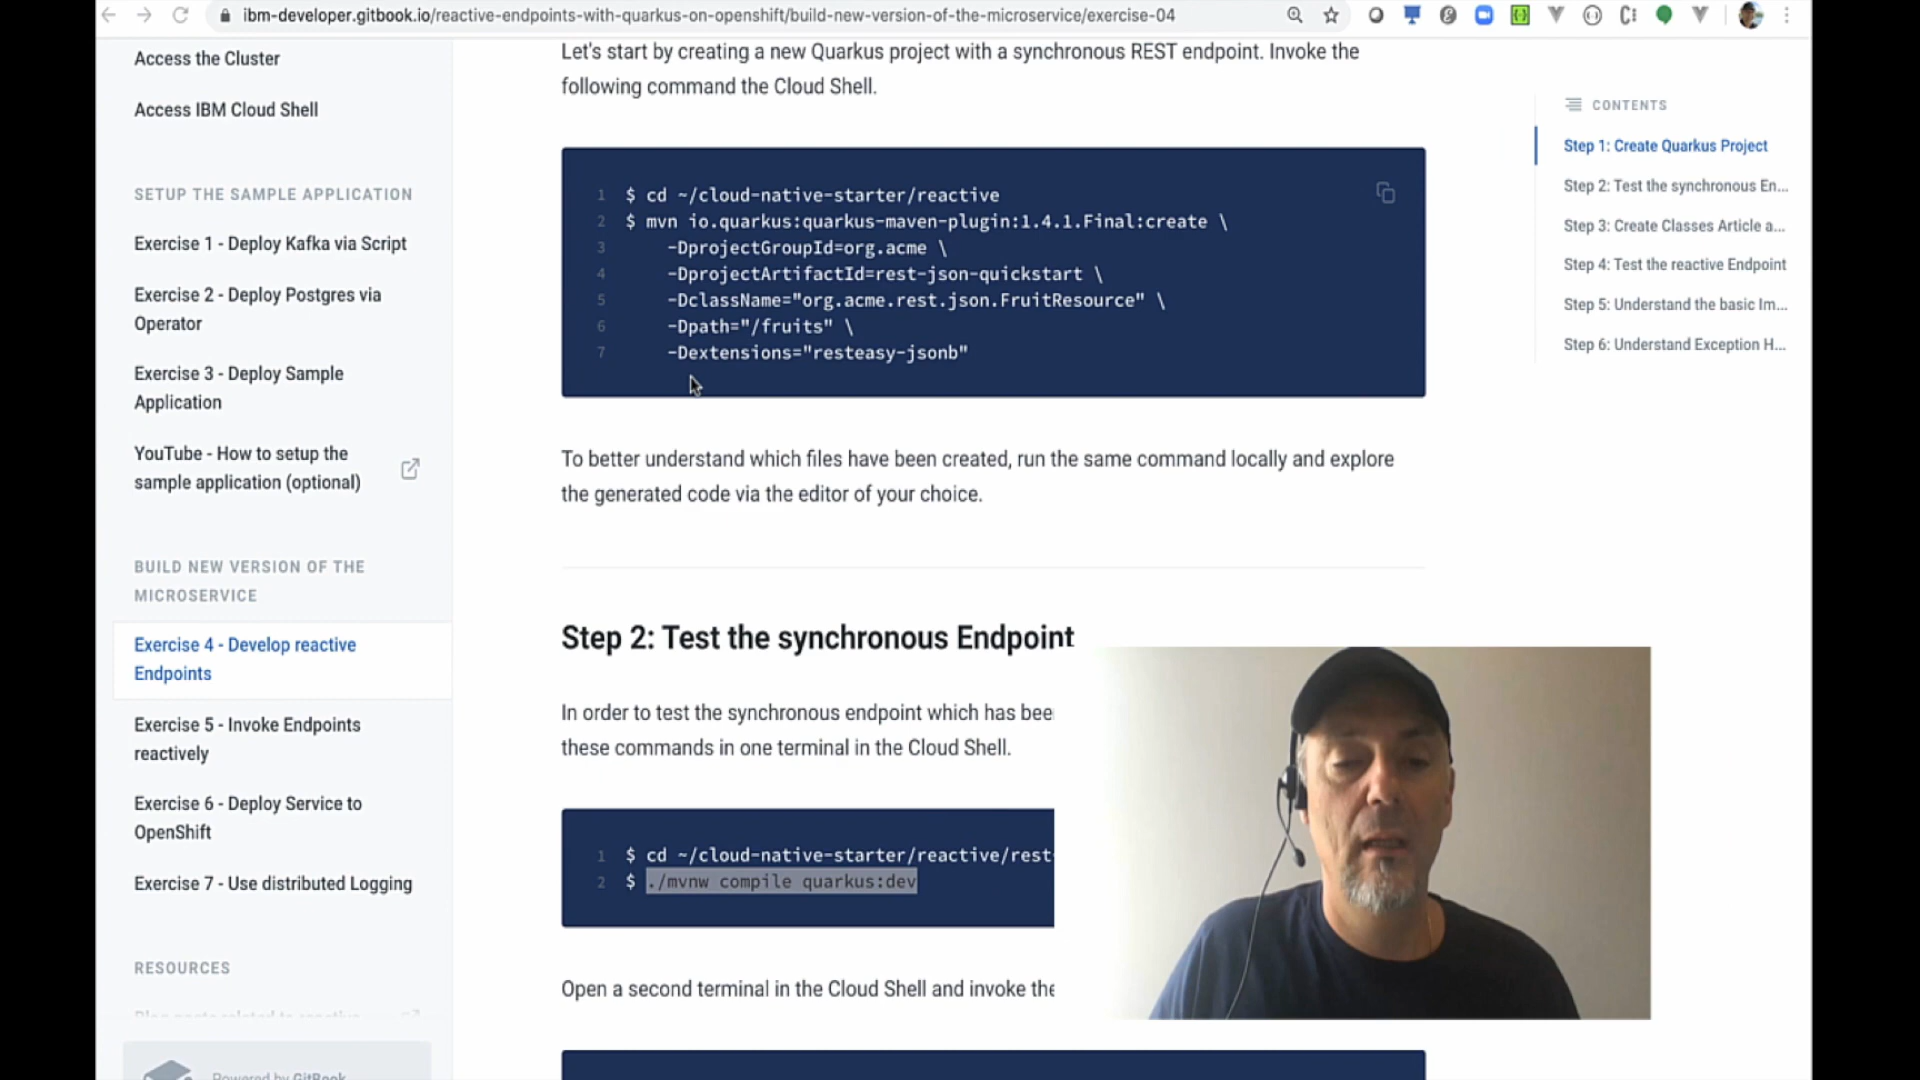 ibm-developer.gitbook.io/reactive-endpoints-with-quarkus-on-openshift/build-new-version-of-the-microservice/exercise-04
Access the Cluster
Access IBM Cloud Shell
SETUP THE SAMPLE APPLICATION
Exercise 1 - Deploy Kafka via Script
Exercise 2 - Deploy Postgres via
Operator
Exercise 3 - Deploy Sample
Application
YouTube - How to setup the
sample application (optional)
BUILD NEW VERSION OF THE
MICROSERVICE
Exercise 4 - Develop reactive
Endpoints
Exercise 5 - Invoke Endpoints
reactively
Exercise 6 - Deploy Service to
OpenShift
Exercise 7 - Use distributed Logging
RESOURCES
Powered by GitBook
Let's start by creating a new Quarkus project with a synchronous REST endpoint. Invoke the
following command the Cloud Shell.
1 $ cd ~/cloud-native-starter/reactive
2 $ mvn io.quarkus:quarkus-maven-plugin:1.4.1.Final:create \
3 -DprojectGroupId=org.acme \
4 -DprojectArtifactId=rest-json-quickstart \
5 -DclassName="org.acme.rest.json.FruitResource" \
6 -Dpath="/fruits" \
7 -Dextensions="resteasy-jsonb"
To better understand which files have been created, run the same command locally and explore
the generated code via the editor of your choice.
Step 2: Test the synchronous Endpoint
In order to test the synchronous endpoint which has bee
these commands in one terminal in the Cloud Shell.
1 $ cd ~/cloud-native-starter/reactive/rest-
2 $ ./mvnw compile quarkus:dev
Open a second terminal in the Cloud Shell and invoke the
CONTENTS
Step 1: Create Quarkus Project
Step 2: Test the synchronous En...
Step 3: Create Classes Article a...
Step 4: Test the reactive Endpoint
Step 5: Understand the basic Im...
Step 6: Understand Exception H...